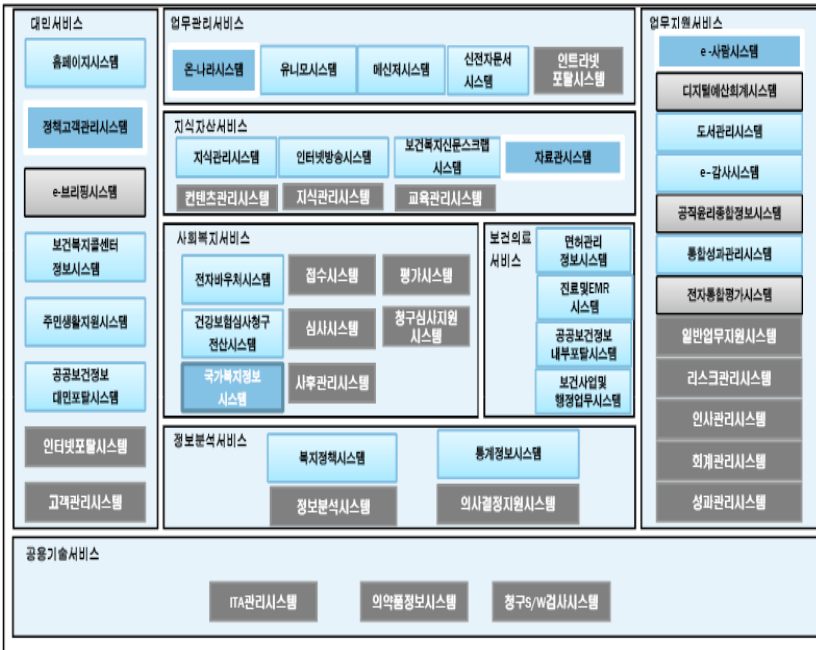 대민서비스
홈페이지시스템
정책고객관리시스템
e-브리핑시스템
보건복지콜센터
정보시스템
주민생활지원시스템
공공보건정보
대민포탈시스템
인터넷포탈시스템
고객관리시스템
업무관리서비스
온-나라시스템
유니모시스템
메신저시스템
신전자문서
시스템
인트라넷
포탈시스템
지식자산서비스
지식관리시스템
인터넷방송시스템
보건복지신문스크랩
시스템
자료관시스템
컨텐츠관리시스템
지식관리시스템
교육관리시스템
사회복지서비스
전자바우처시스템
접수시스템
평가시스템
건강보험심사청구
전산시스템
심사시스템
청구심사지원
시스템
국가복지정보
시스템
사후관리시스템
보건의료
서비스
면허관리
정보시스템
진료및EMR
시스템
공공보건정보
내부포탈시스템
보건사업및
행정업무시스템
정보분석서비스
복지정책시스템
통계정보시스템
정보분석시스템
의사결정지원시스템
업무지원서비스
e-사람시스템
디지털예산회계시스템
도서관리시스템
e-감사시스템
공직윤리종합정보시스템
통합성과관리시스템
전자통합평가시스템
일반업무지원시스템
리스크관리시스템
인사관리시스템
회계관리시스템
성과관리시스템
공용기술서비스
ITA관리시스템
의약품정보시스템
청구S/W검사시스템